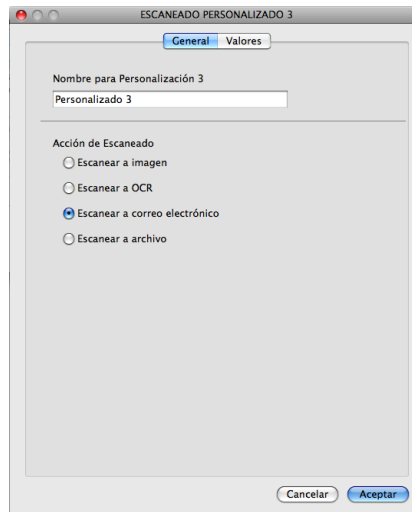 ESCANEADO PERSONALIZADO 3
General Valores
Nombre para Personalización 3
Personalizado 3
Acción de Escaneado
Escanear a imagen
Escanear a OCR
Escanear a correo electrónico
Escanear a archivo
Cancelar Aceptar